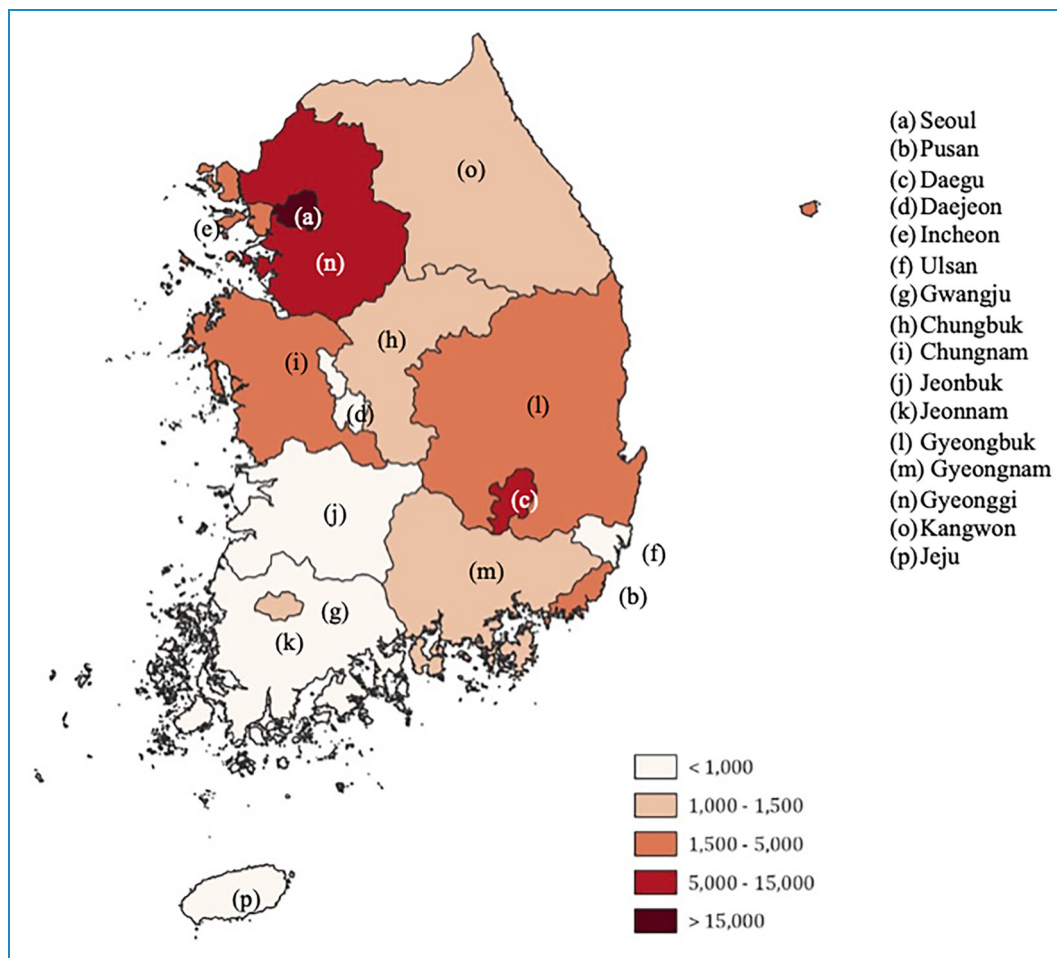 (o)
(a)
(e)
(n)
(h)
(i)
(l)
(d)
(c)
(j)
(f)
(m)
(b)
(g)
(k)
(p)
(a) Seoul
(b) Pusan
(c) Daegu
(d) Daejeon
(e) Incheon
(f) Ulsan
(g) Gwangju
(h) Chungbuk
(i) Chungnam
(j) Jeonbuk
(k) Jeonnam
(l) Gyeongbuk
(m) Gyeongnam
(n) Gyeonggi
(o) Kangwon
(p) Jeju
< 1,000
1,000 - 1,500
1,500 - 5,000
5,000 - 15,000
> 15,000